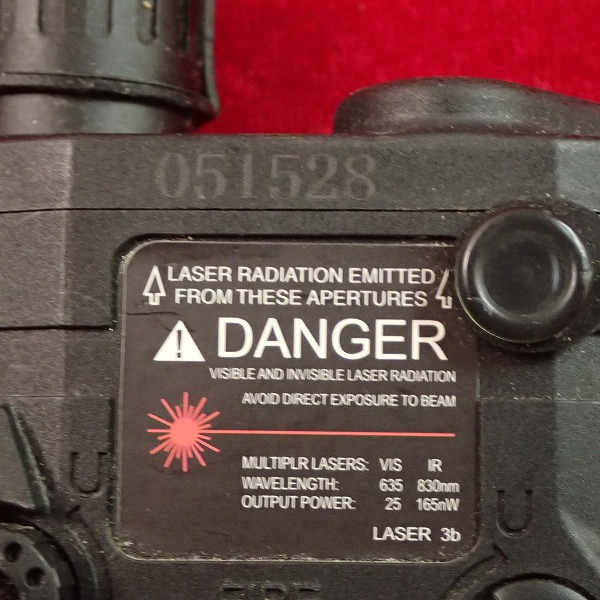 051528
LASER RADIATION EMITTED
FROM THESE APERTURES
DANGER
VISIBLE AND INVISIBLE LASER RADIATION
AVOID DIRECT EXPOSURE TO BEAM
MULTIPLR LASERS: VIS IR
WAVELENGTH: 635 830nm
OUTPUT POWER: 25 165nW
LASER 3b
U
U